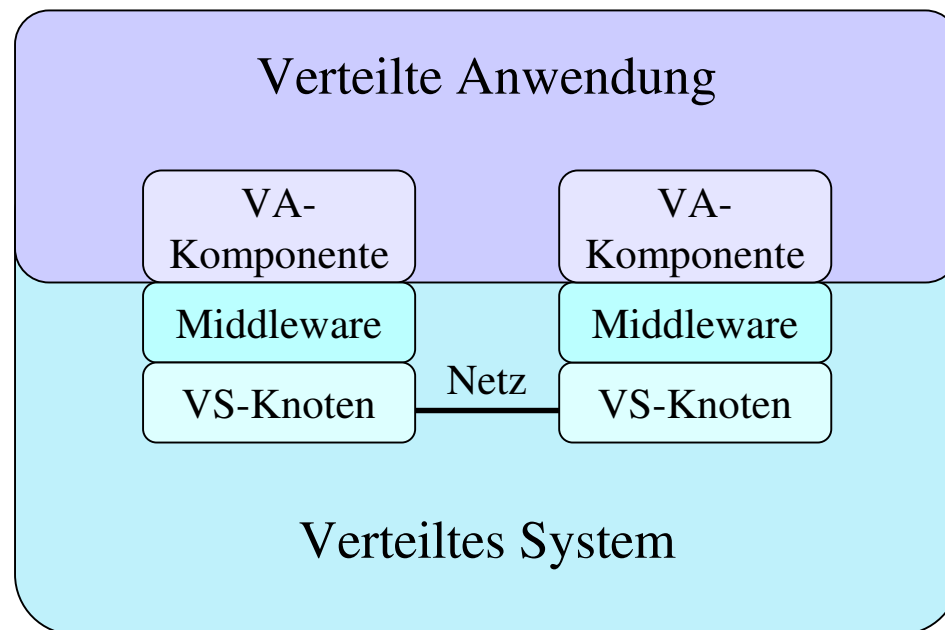 Verteilte Anwendung
VA-
Komponente
VA-
Komponente
Middleware
Middleware
Netz
VS-Knoten
VS-Knoten
Verteiltes System